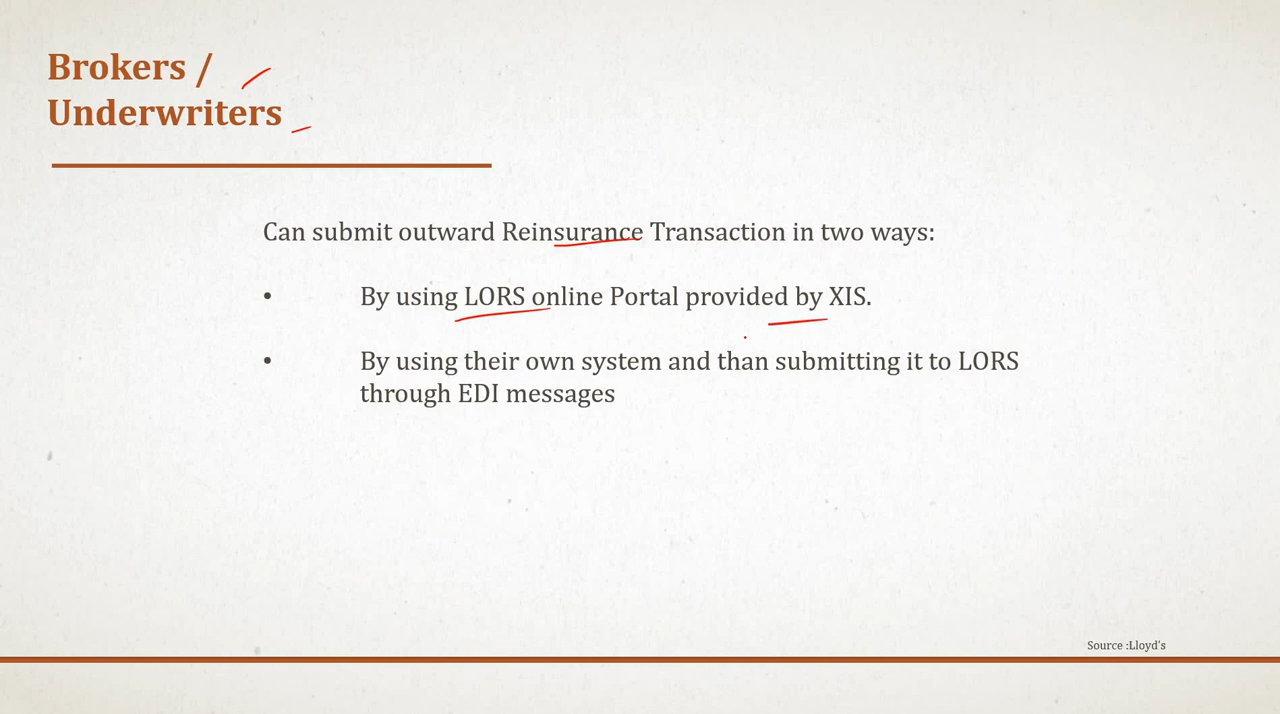 Brokers /
Underwriters
Can submit outward Reinsurance Transaction in two ways:
• By using LORS online Portal provided by XIS.
• By using their own system and than submitting it to LORS
through EDI messages
Source :Lloyd's